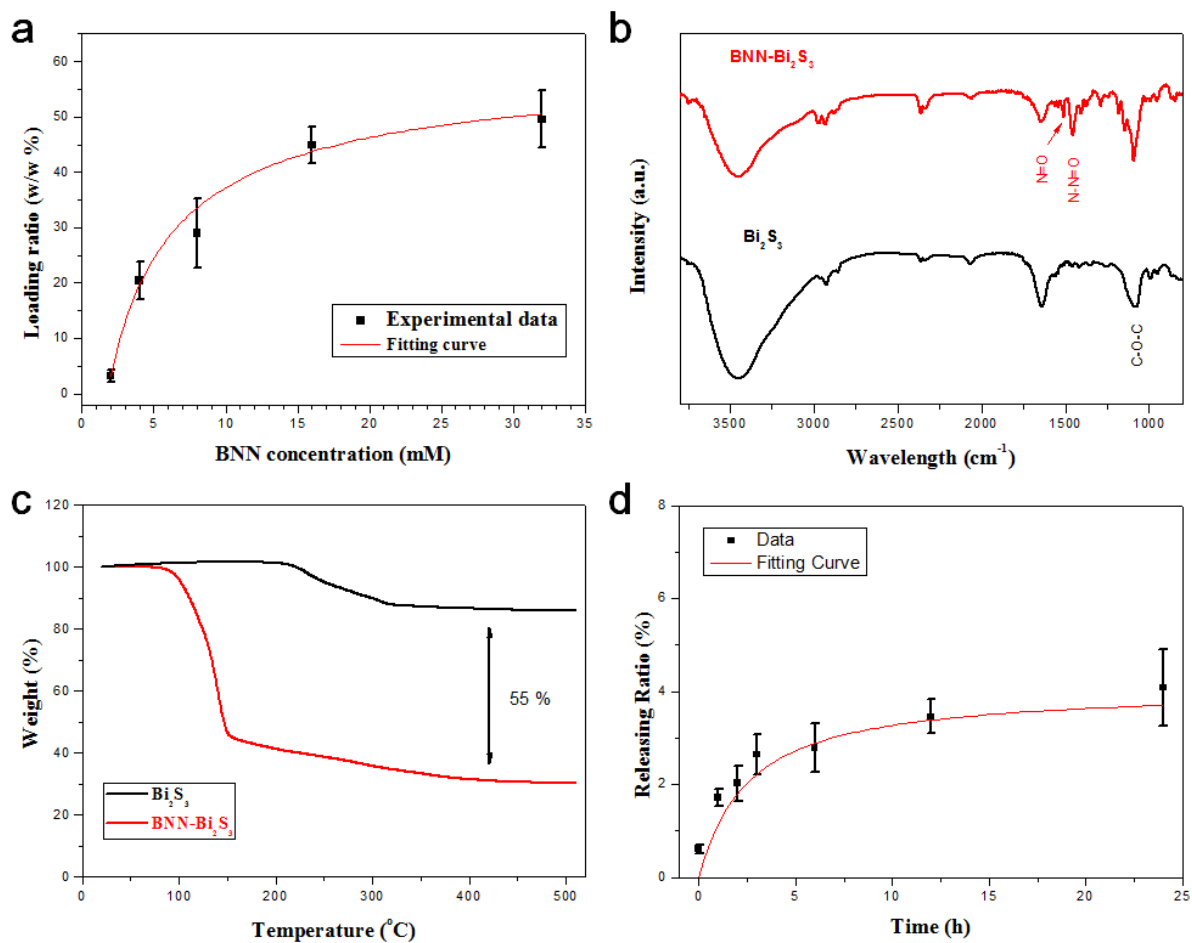 a
Loading ratio (w/w %)
65
60
50
40
30
20
10
0
0 5 10 15 20 25 30 35
BNN concentration (mM)
Experimental data
Fitting curve
b
Intensity (a.u.)
BNN-Bi₂S₃
N=O
N-N=O
Bi₂S₃
C-O-C
3500 3000 2500 2000 1500 1000
Wavelength (cm⁻¹)
c
Weight (%)
120
100
80
60
40
20
0
0 100 200 300 400 500
Temperature (°C)
55 %
Bi₂S₃
BNN-Bi₂S₃
d
Releasing Ratio (%)
8
6
4
2
0
0 5 10 15 20 25
Time (h)
Data
Fitting Curve